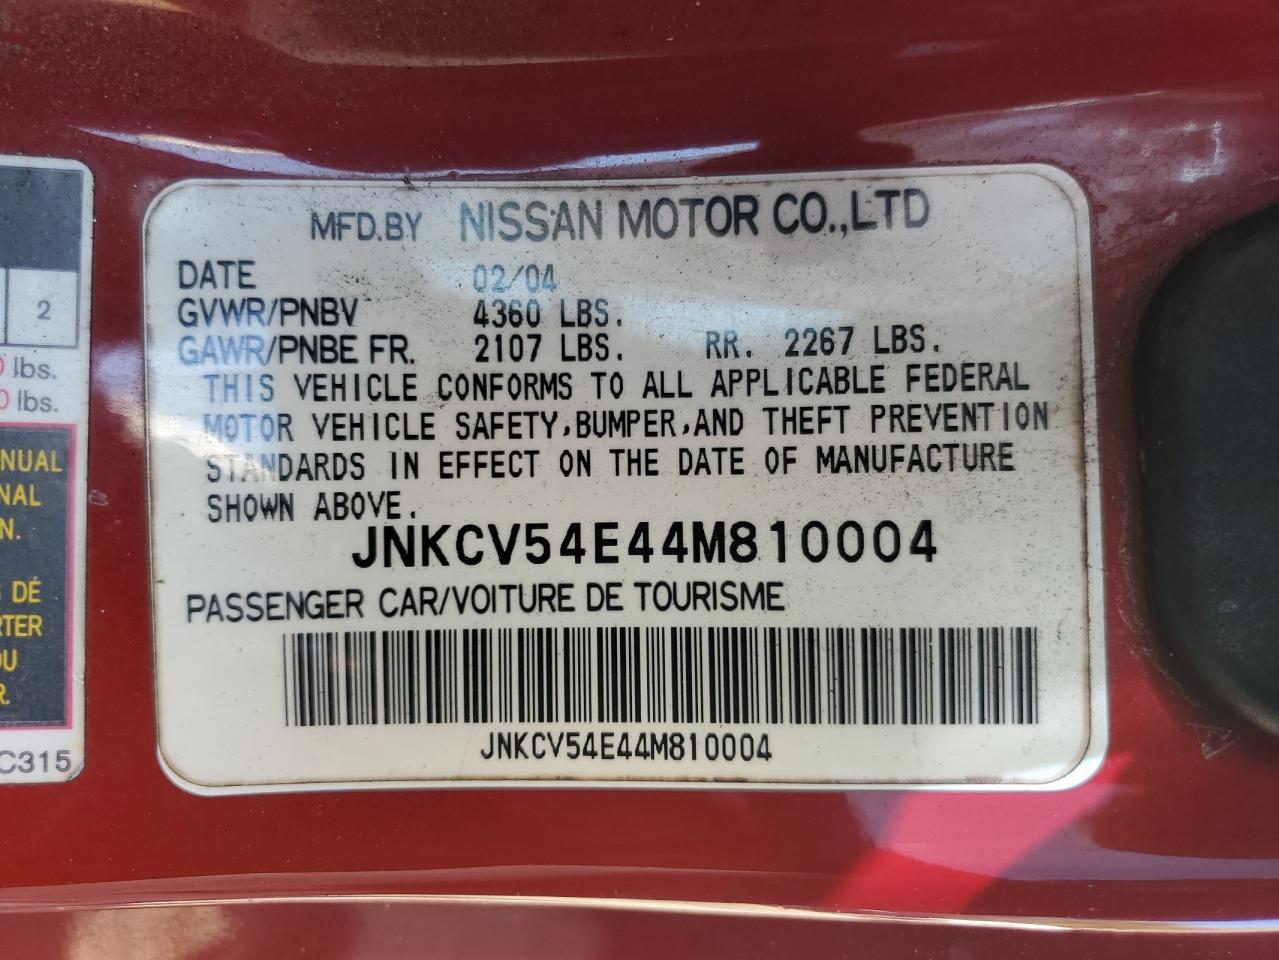 MFD.BY NISSAN MOTOR CO.,LTD
DATE 02/04
GVWR/PNBV 4360 LBS.
GAWR/PNBE FR. 2107 LBS. RR. 2267 LBS.
THIS VEHICLE CONFORMS TO ALL APPLICABLE FEDERAL
MOTOR VEHICLE SAFETY,BUMPER,AND THEFT PREVENTION
STANDARDS IN EFFECT ON THE DATE OF MANUFACTURE
SHOWN ABOVE.
JNKCV54E44M810004
PASSENGER CAR/VOITURE DE TOURISME
JNKCV54E44M810004
2
0 lbs.
0 lbs.
NUAL
NAL
N.
DÉ
RTER
OU
R.
C315